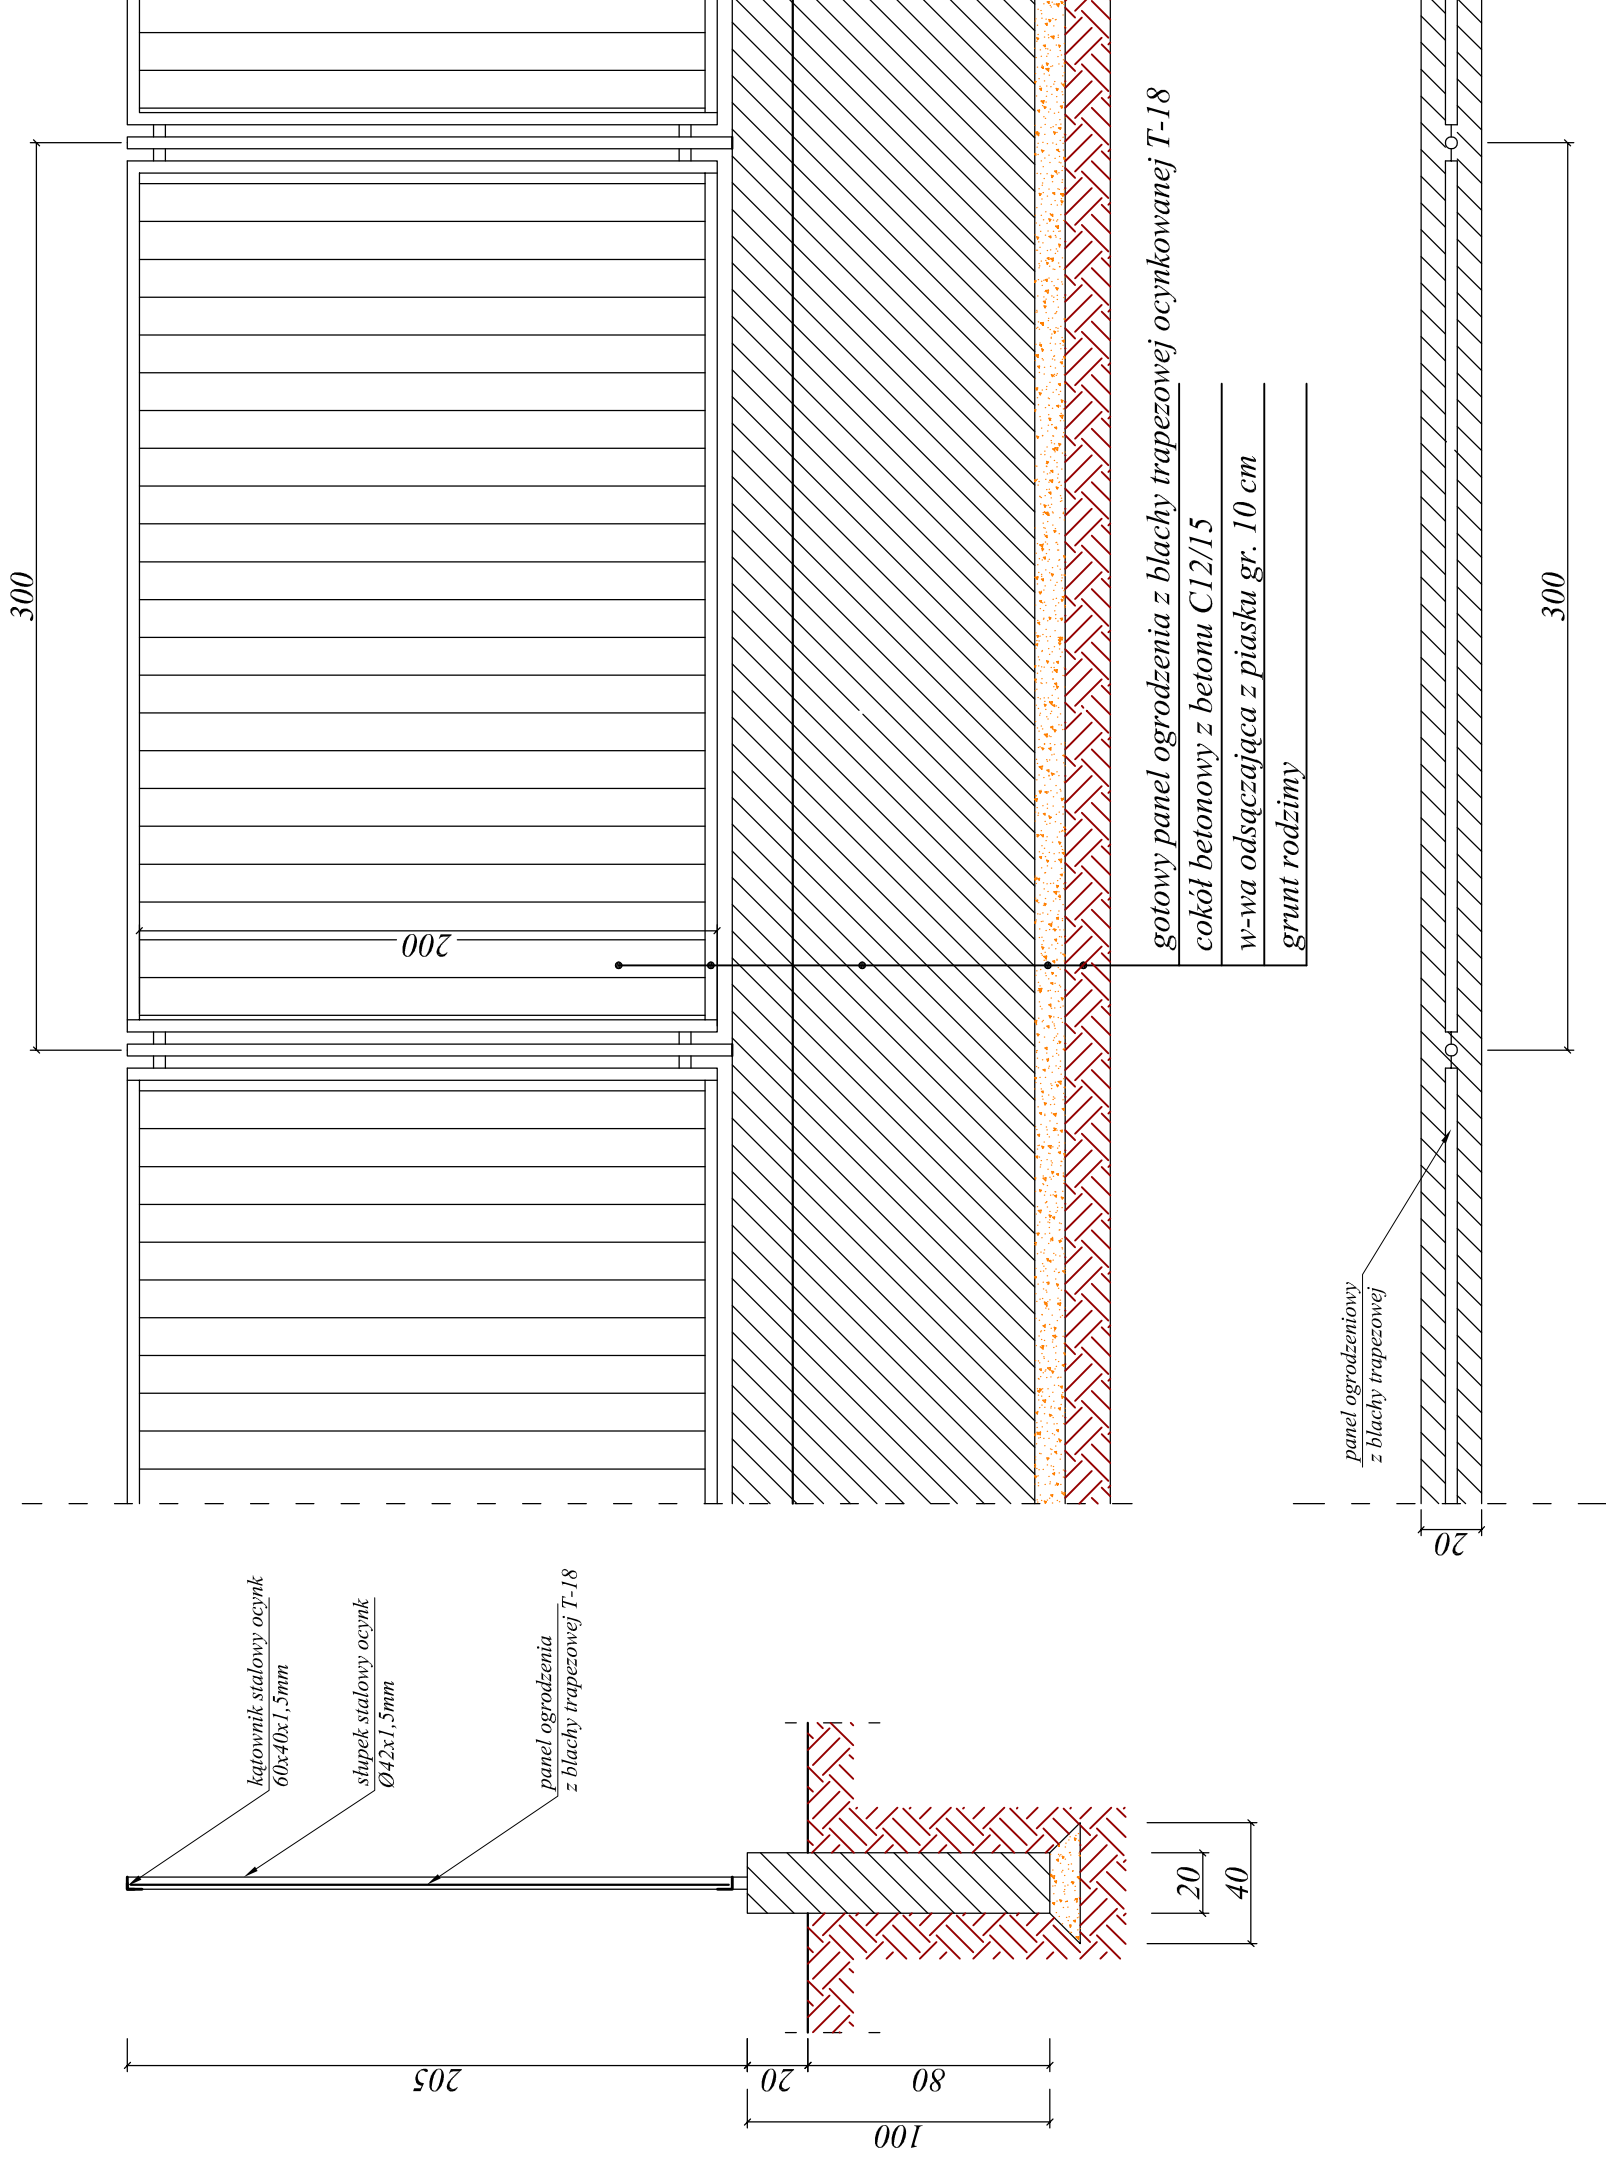 300
200
gotowy panel ogrodzenia z blachy trapezowej ocynkowanej T-18
cokół betonowy z betonu C12/15
w-wa odsączająca z piasku gr. 10 cm
grunt rodzimy
300
panel ogrodzeniowy
z blachy trapezowej
20
kątownik stalowy ocynk
60x40x1,5mm
słupek stalowy ocynk
Ø42x1,5mm
panel ogrodzenia
z blachy trapezowej T-18
205
20
80
100
20
40